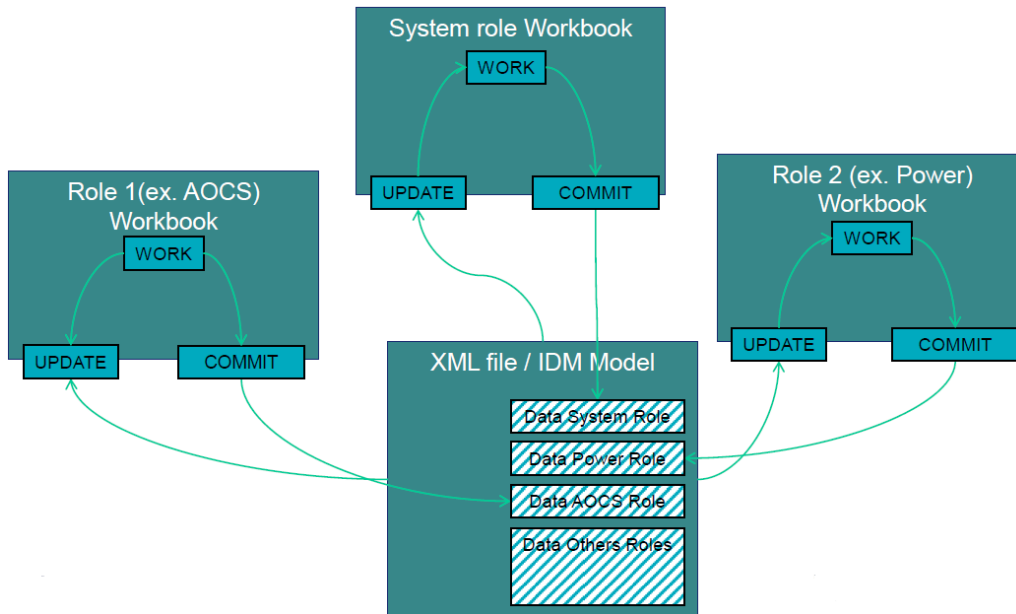 System role Workbook
WORK
UPDATE
COMMIT
Role 1(ex. AOCS)
Workbook
WORK
UPDATE
COMMIT
Role 2 (ex. Power)
Workbook
WORK
UPDATE
COMMIT
XML file / IDM Model
Data System Role
Data Power Role
Data AOCS Role
Data Others Roles